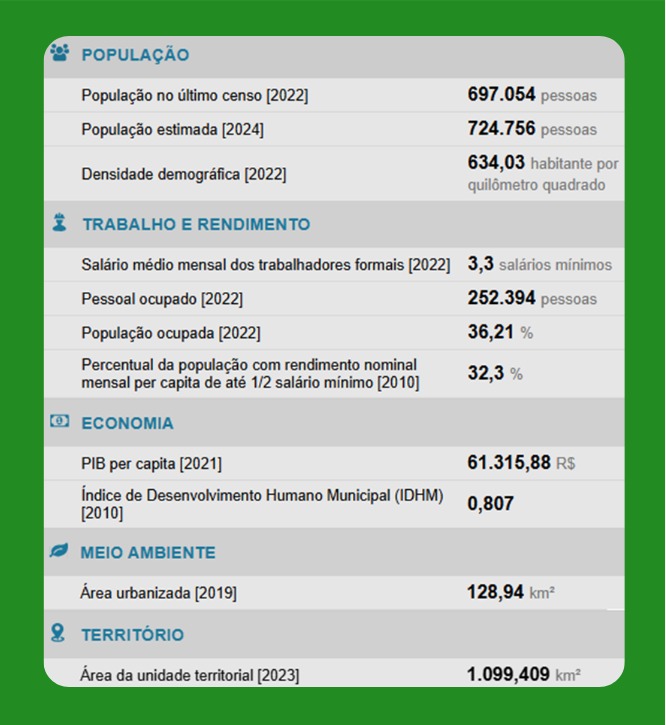 POPULAÇÃO
População no último censo [2022] 697.054 pessoas
População estimada [2024] 724.756 pessoas
Densidade demográfica [2022] 634,03 habitante por
quilômetro quadrado
TRABALHO E RENDIMENTO
Salário médio mensal dos trabalhadores formais [2022] 3,3 salários mínimos
Pessoal ocupado [2022] 252.394 pessoas
População ocupada [2022] 36,21 %
Percentual da população com rendimento nominal
mensal per capita de até 1/2 salário mínimo [2010] 32,3 %
ECONOMIA
PIB per capita [2021] 61.315,88 R$
Índice de Desenvolvimento Humano Municipal (IDHM)
[2010] 0,807
MEIO AMBIENTE
Área urbanizada [2019] 128,94 km²
TERRITÓRIO
Área da unidade territorial [2023] 1.099,409 km²